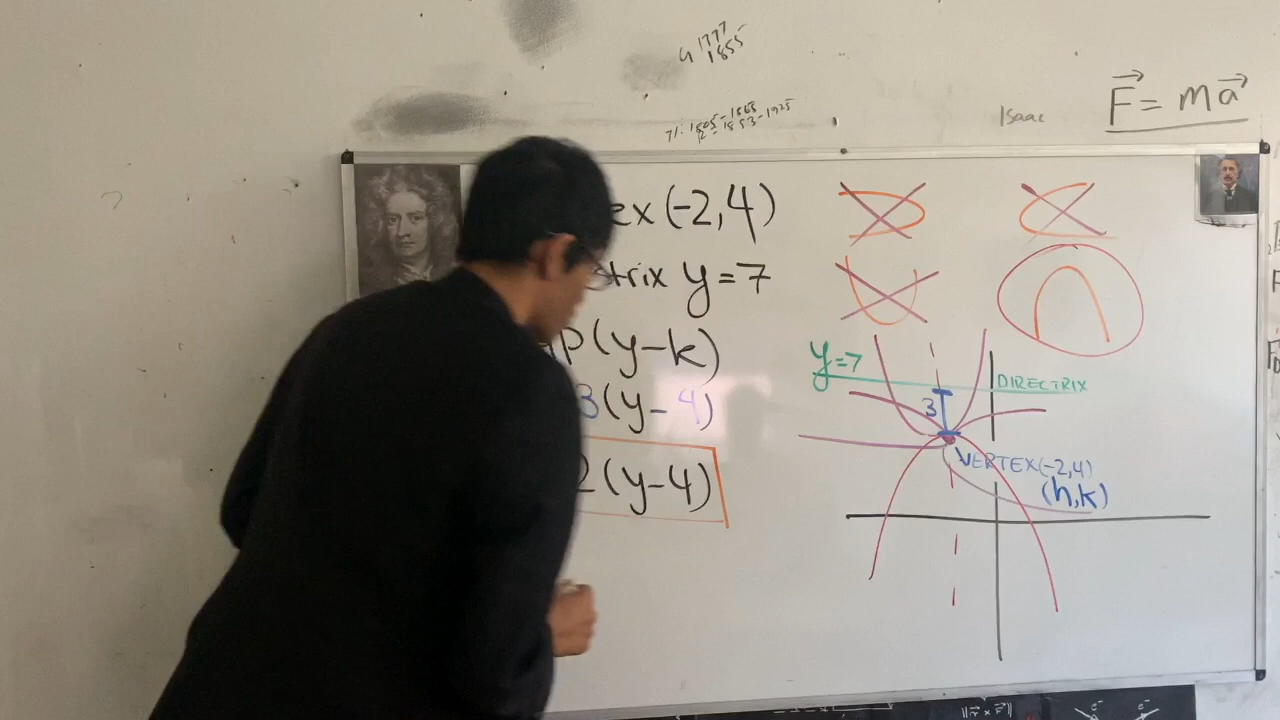 1777
1855
Isaac
F = ma
ex (-2,4)
trix y = 7
P(y-k)
3(y-4)
2(y-4)
y=7
DIRECTRIX
3
VERTEX(-2,4)
(h,k)
e⁻ e⁻